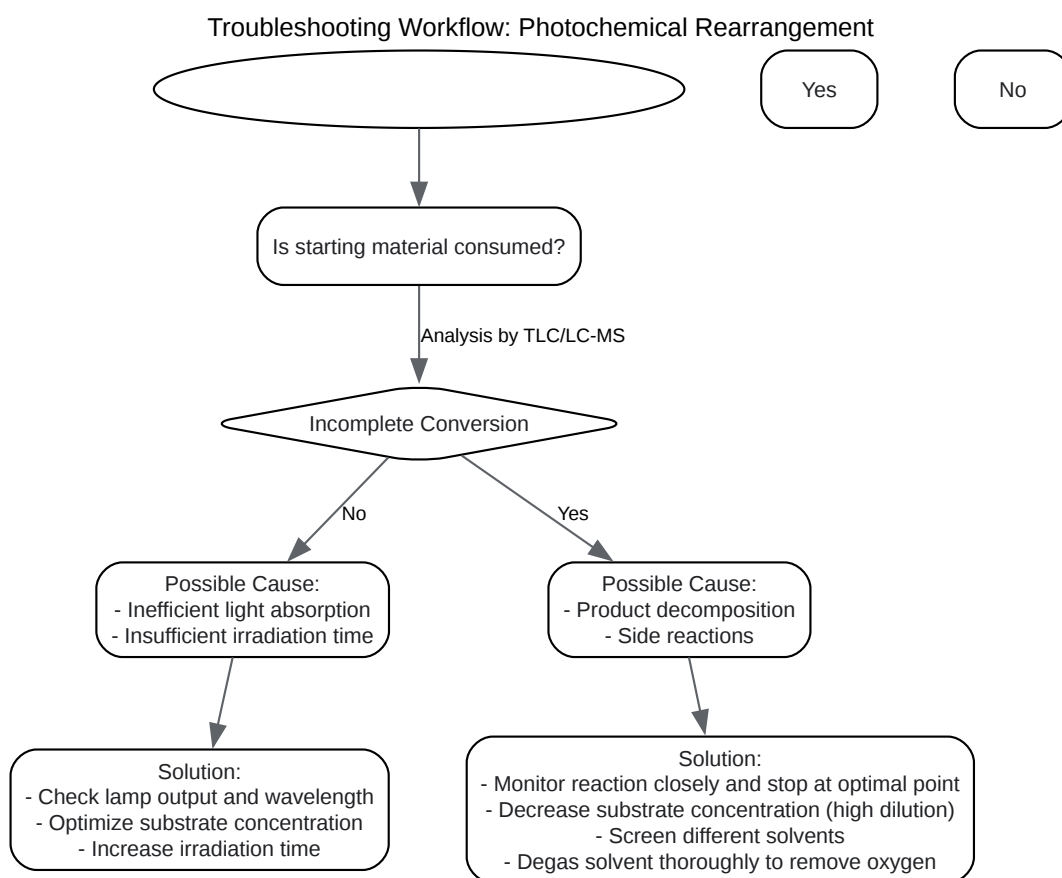 Troubleshooting Workflow: Photochemical Rearrangement
Yes
No
Is starting material consumed?
Analysis by TLC/LC-MS
Incomplete Conversion
No
Yes
Possible Cause:
- Inefficient light absorption
- Insufficient irradiation time
Possible Cause:
- Product decomposition
- Side reactions
Solution:
- Check lamp output and wavelength
- Optimize substrate concentration
- Increase irradiation time
Solution:
- Monitor reaction closely and stop at optimal point
- Decrease substrate concentration (high dilution)
- Screen different solvents
- Degas solvent thoroughly to remove oxygen